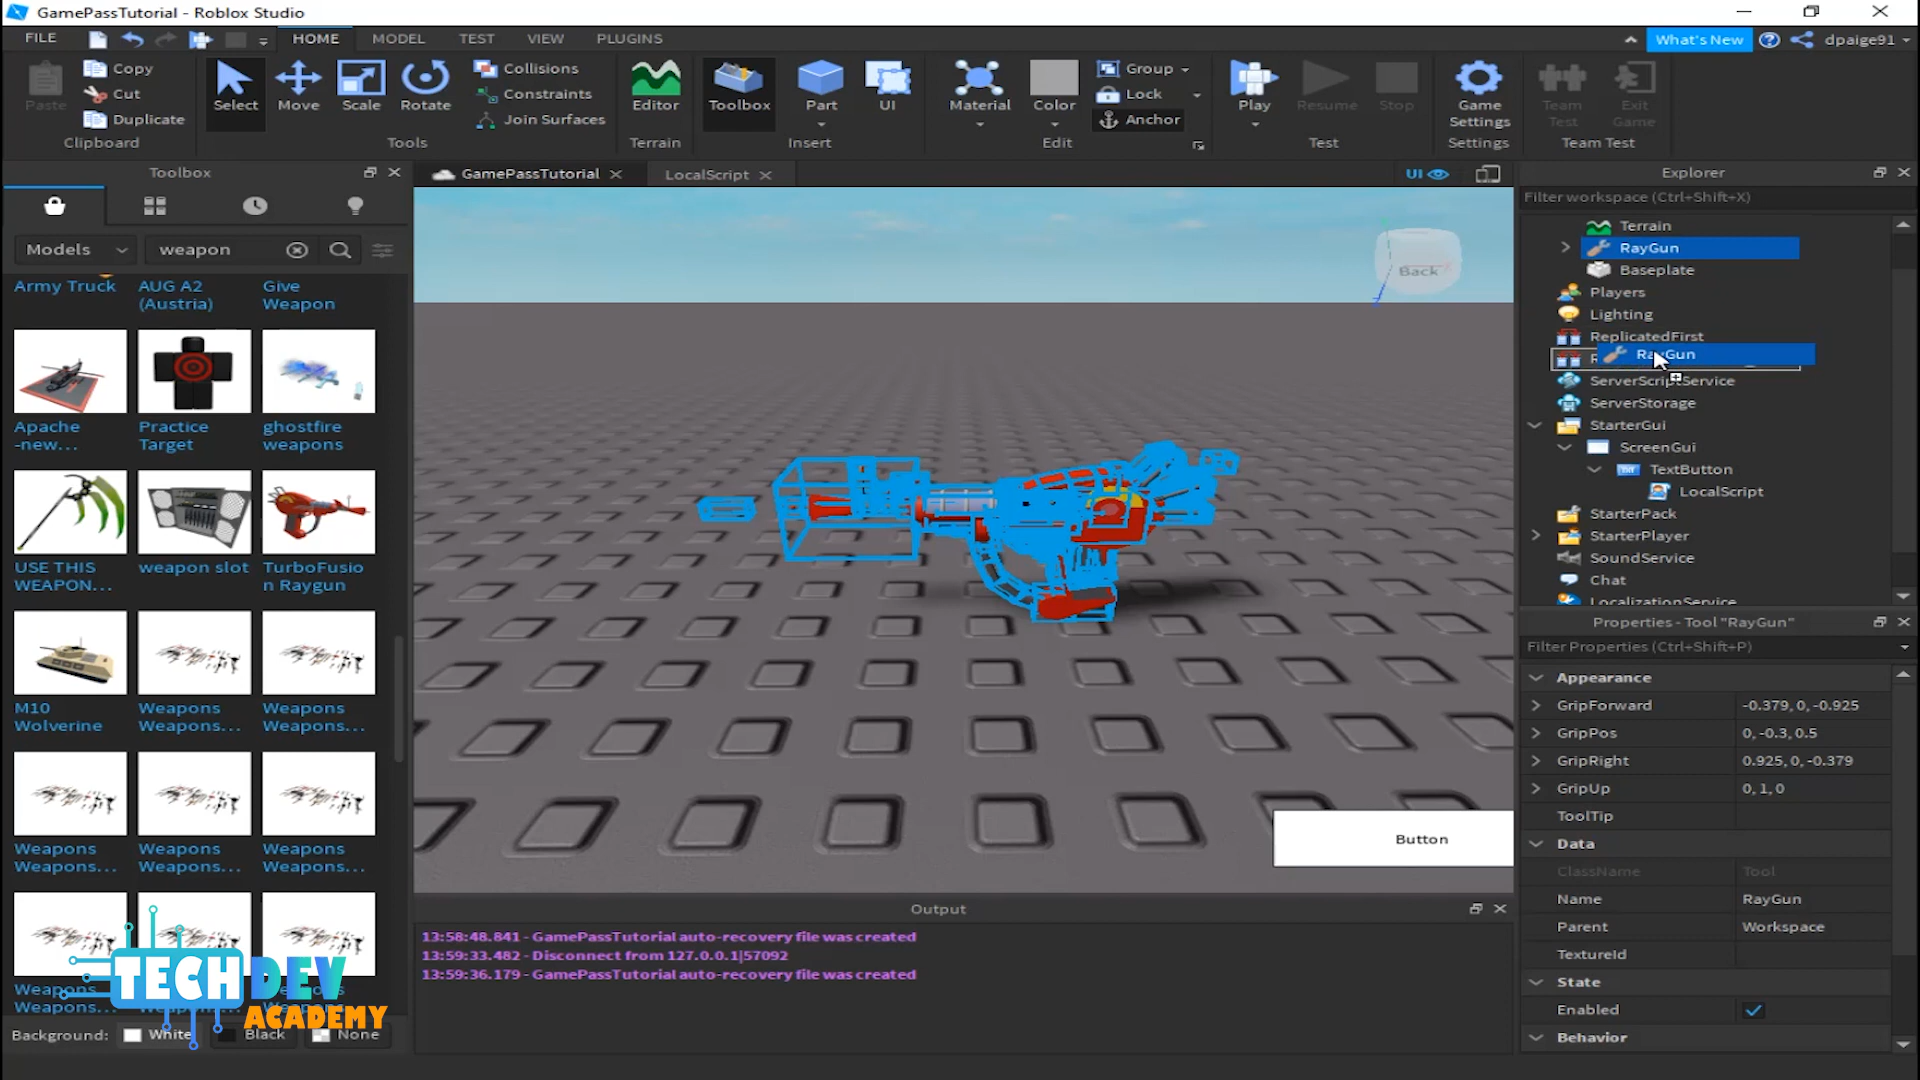 GamePassTutorial - Roblox Studio
FILE
HOME
MODEL
TEST
VIEW
PLUGINS
What's New
dpaige91
Paste
Copy
Cut
Duplicate
Clipboard
Select
Move
Scale
Rotate
Tools
Collisions
Constraints
Join Surfaces
Editor
Terrain
Toolbox
Part
UI
Insert
Material
Color
Group
Lock
Anchor
Edit
Play
Resume
Stop
Test
Game
Settings
Settings
Team
Test
Exit
Game
Team Test
Toolbox
Models
weapon
Army Truck
AUG A2
(Austria)
Give
Weapon
Apache
-new...
Practice
Target
ghostfire
weapons
USE THIS
WEAPON...
weapon slot
TurboFusio
n Raygun
M10
Wolverine
Weapons
Weapons...
Weapons
Weapons...
Weapons
Weapons...
Weapons
Weapons...
Weapons
Weapons...
Weapons
Weapons...
Background:
White
Black
None
TECHDEV
ACADEMY
GamePassTutorial
LocalScript
UI
Back
Button
Output
13:58:48.841 - GamePassTutorial auto-recovery file was created
13:59:33.482 - Disconnect from 127.0.0.1|57092
13:59:36.179 - GamePassTutorial auto-recovery file was created
Explorer
Filter workspace (Ctrl+Shift+X)
Terrain
RayGun
Baseplate
Players
Lighting
ReplicatedFirst
RayGun
ServerScriptService
ServerStorage
StarterGui
ScreenGui
TextButton
LocalScript
StarterPack
StarterPlayer
SoundService
Chat
LocalizationService
Properties - Tool "RayGun"
Filter Properties (Ctrl+Shift+P)
Appearance
GripForward
-0.379, 0, -0.925
GripPos
0, -0.3, 0.5
GripRight
0.925, 0, -0.379
GripUp
0, 1, 0
ToolTip
Data
ClassName
Tool
Name
RayGun
Parent
Workspace
TextureId
State
Enabled
Behavior